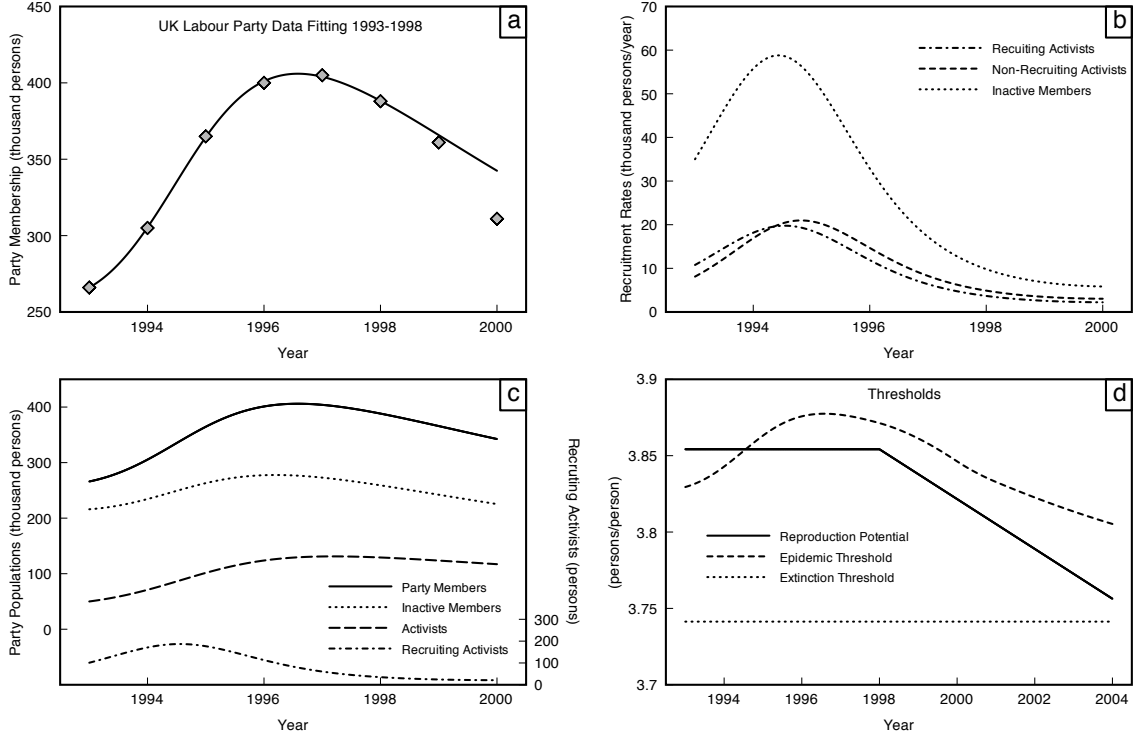 a
UK Labour Party Data Fitting 1993-1998
Party Membership (thousand persons)
450
400
350
300
250
1994
1996
1998
2000
Year
b
Recruitment Rates (thousand persons/year)
70
60
50
40
30
20
10
0
Recuiting Activists
Non-Recruiting Activists
Inactive Members
1994
1996
1998
2000
Year
c
Party Populations (thousand persons)
400
300
200
100
0
Recruting Activists (persons)
300
200
100
0
Party Members
Inactive Members
Activists
Recruiting Activists
1994
1996
1998
2000
Year
d
Thresholds
(persons/person)
3.9
3.85
3.8
3.75
3.7
Reproduction Potential
Epidemic Threshold
Extinction Threshold
1994
1996
1998
2000
2002
2004
Year